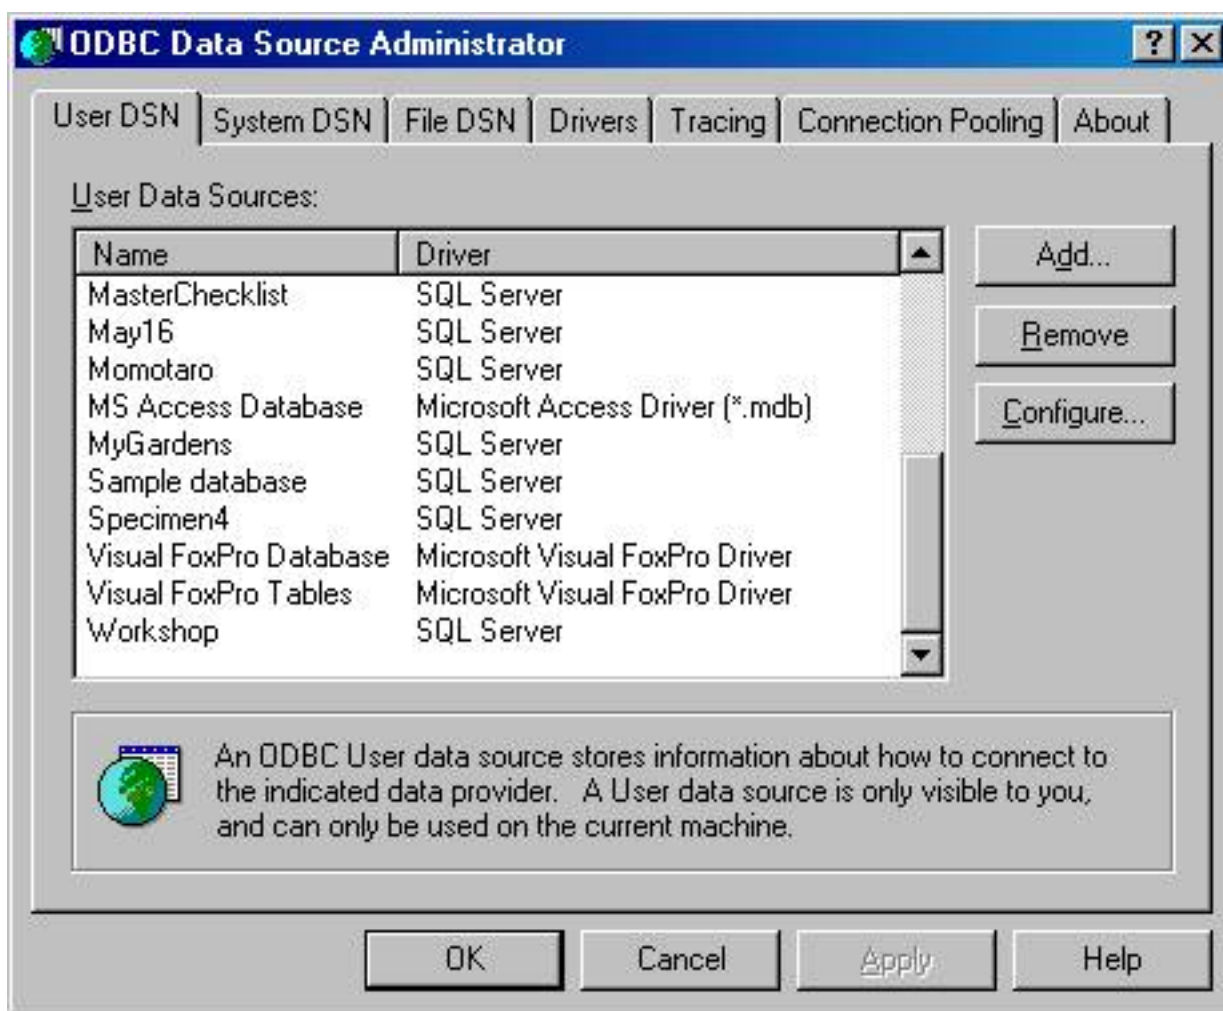 ODBC Data Source Administrator
User DSN System DSN File DSN Drivers Tracing Connection Pooling About
User Data Sources:
Name Driver
MasterChecklist SQL Server
May16 SQL Server
Momotaro SQL Server
MS Access Database Microsoft Access Driver (*.mdb)
MyGardens SQL Server
Sample database SQL Server
Specimen4 SQL Server
Visual FoxPro Database Microsoft Visual FoxPro Driver
Visual FoxPro Tables Microsoft Visual FoxPro Driver
Workshop SQL Server
Add...
Remove
Configure...
An ODBC User data source stores information about how to connect to
the indicated data provider. A User data source is only visible to you,
and can only be used on the current machine.
OK Cancel Apply Help